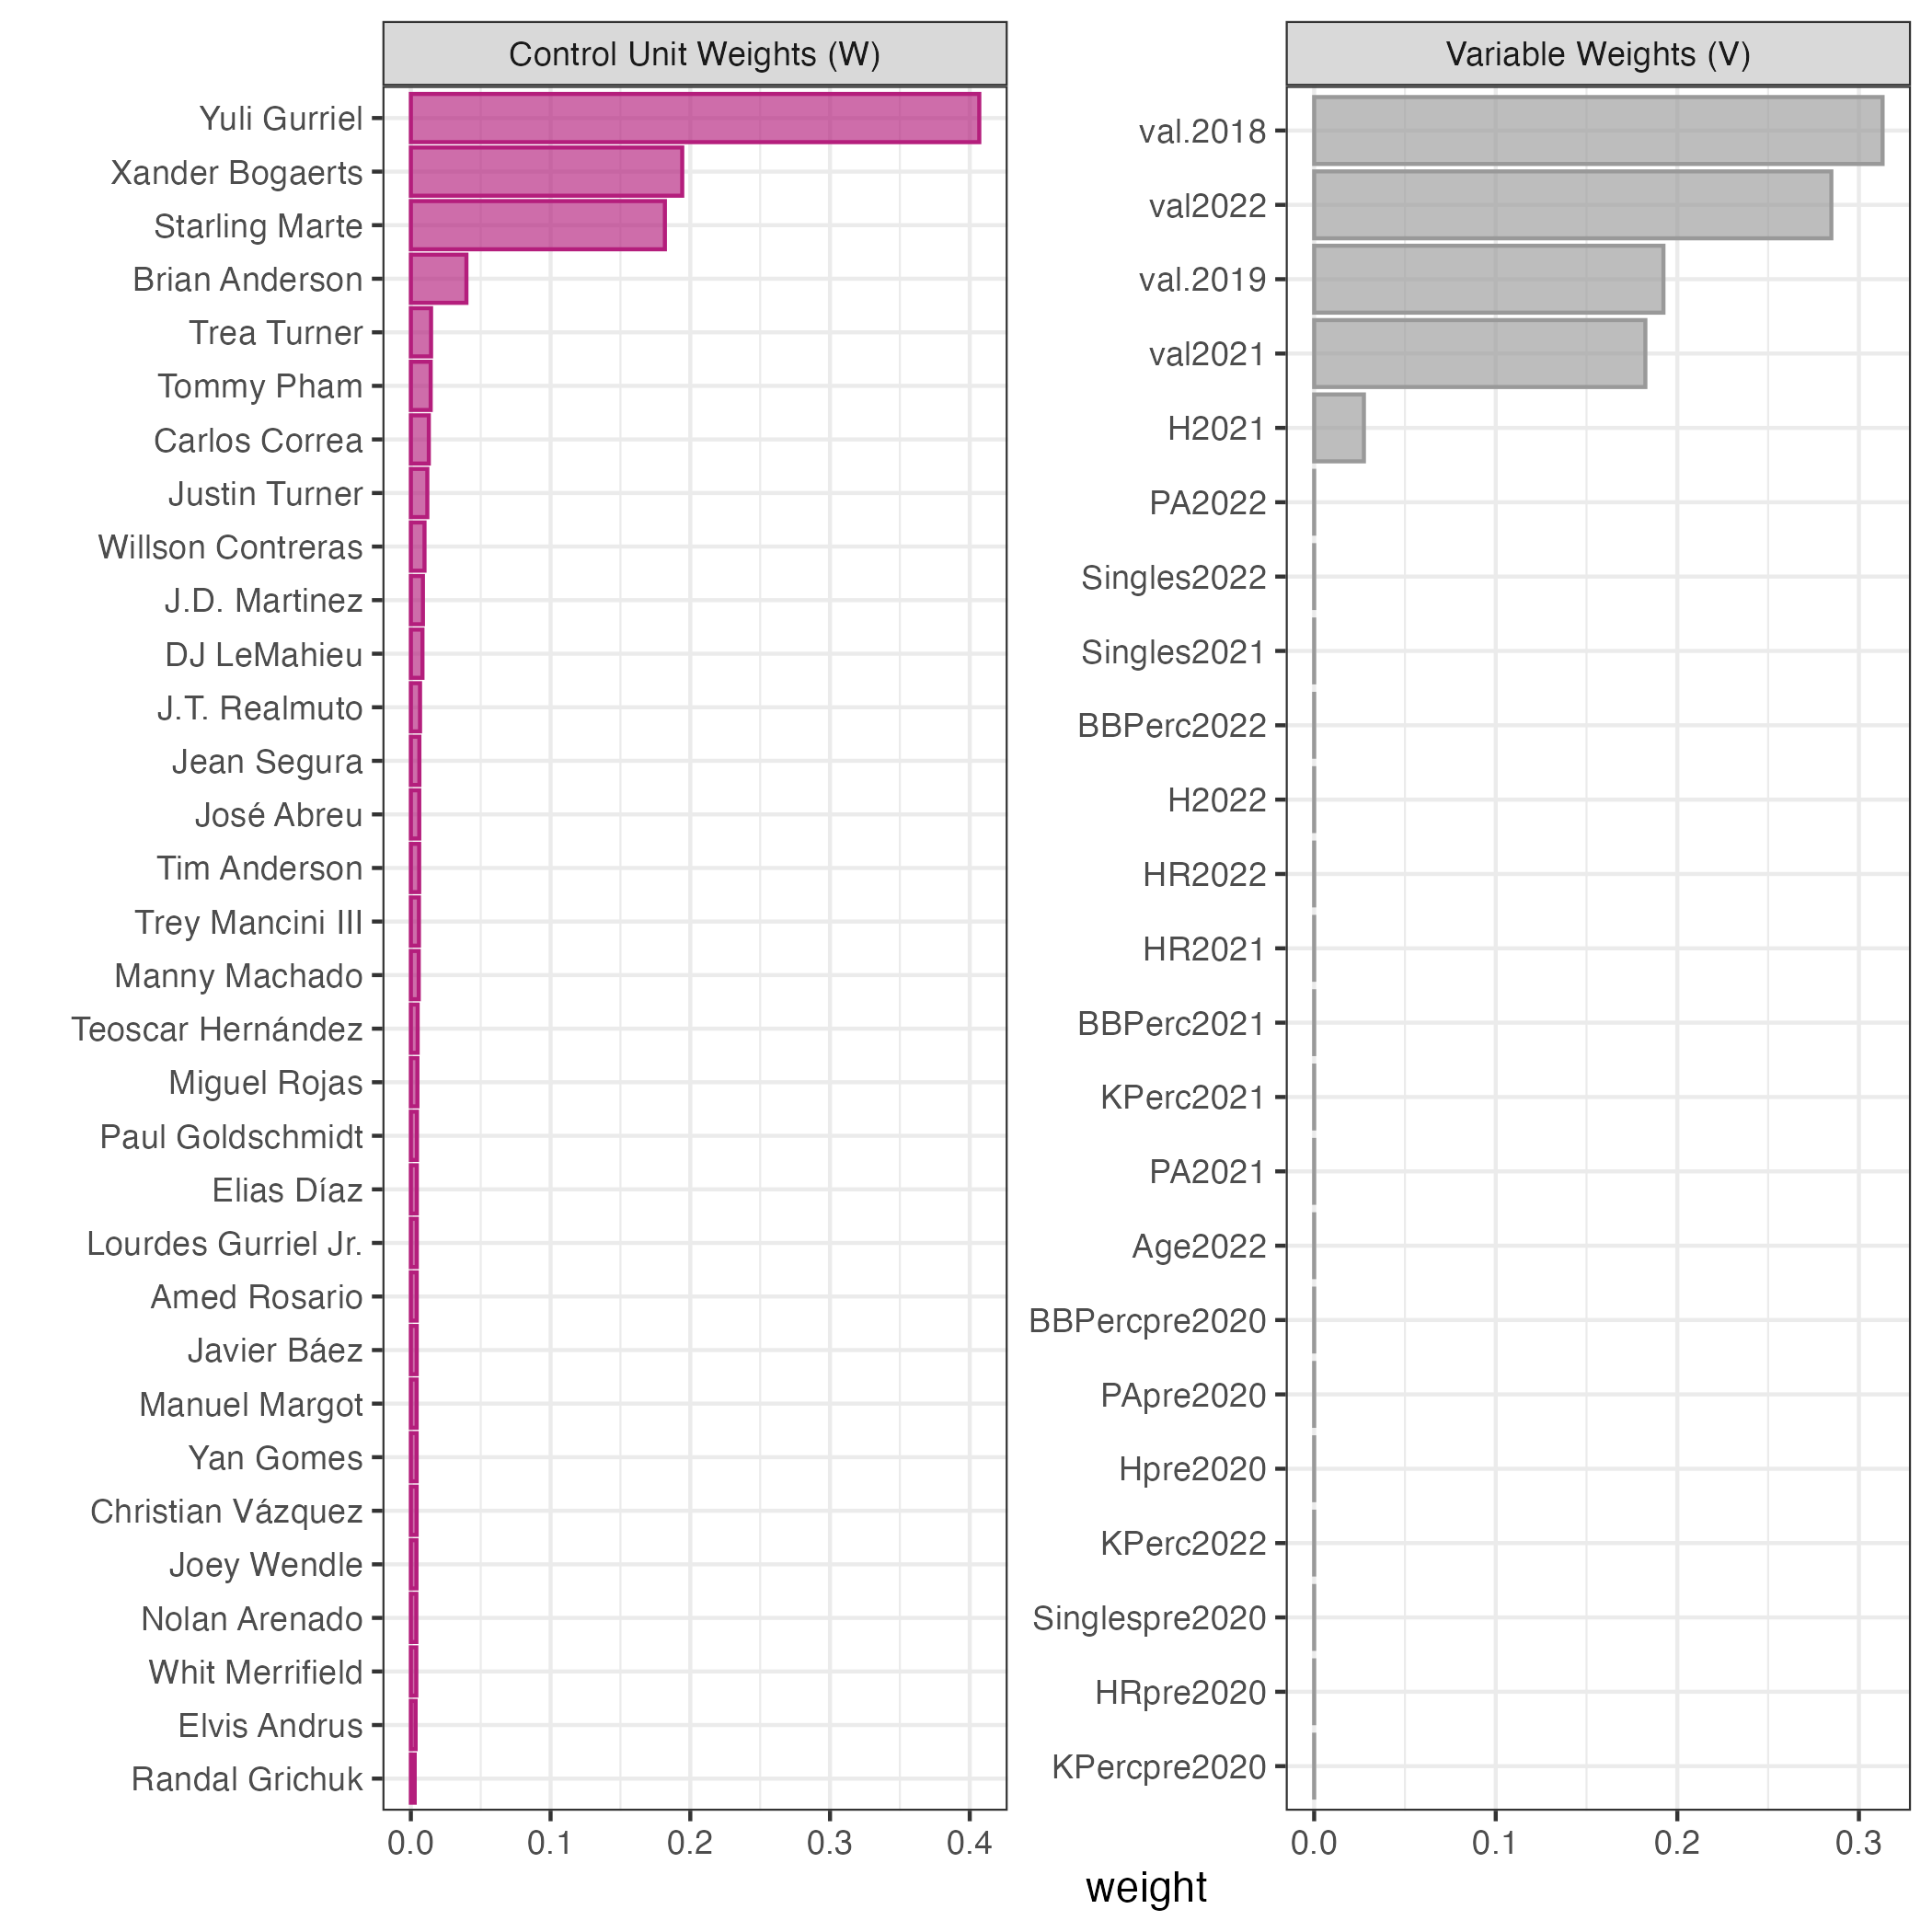 Control Unit Weights (W)
Yuli Gurriel
Xander Bogaerts
Starling Marte
Brian Anderson
Trea Turner
Tommy Pham
Carlos Correa
Justin Turner
Willson Contreras
J.D. Martinez
DJ LeMahieu
J.T. Realmuto
Jean Segura
José Abreu
Tim Anderson
Trey Mancini III
Manny Machado
Teoscar Hernández
Miguel Rojas
Paul Goldschmidt
Elias Díaz
Lourdes Gurriel Jr.
Amed Rosario
Javier Báez
Manuel Margot
Yan Gomes
Christian Vázquez
Joey Wendle
Nolan Arenado
Whit Merrifield
Elvis Andrus
Randal Grichuk
0.0 0.1 0.2 0.3 0.4
Variable Weights (V)
val.2018
val2022
val.2019
val2021
H2021
PA2022
Singles2022
Singles2021
BBPerc2022
H2022
HR2022
HR2021
BBPerc2021
KPerc2021
PA2021
Age2022
BBPercpre2020
PApre2020
Hpre2020
KPerc2022
Singlespre2020
HRpre2020
KPercpre2020
0.0 0.1 0.2 0.3
weight